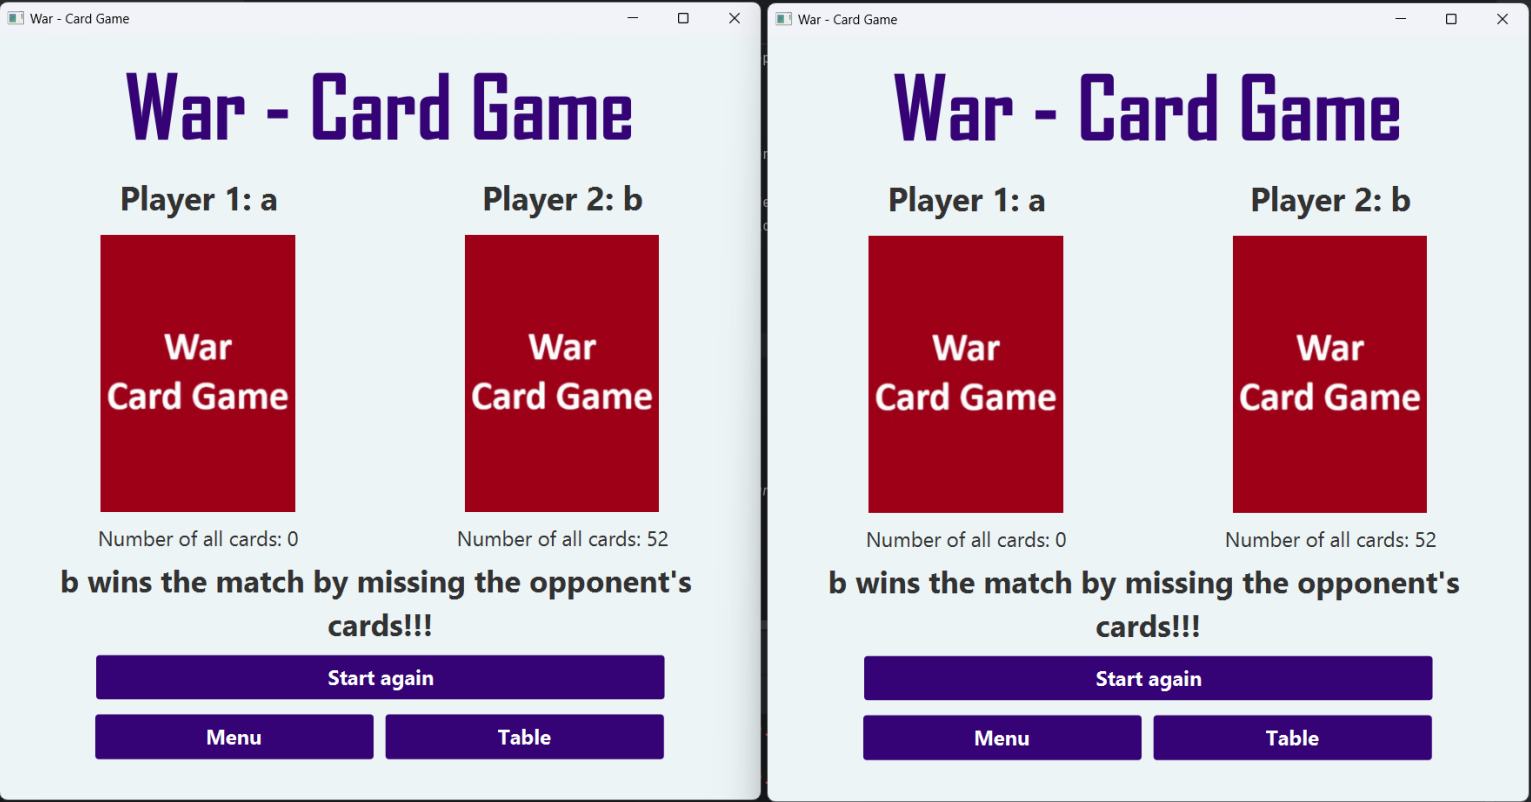 War - Card Game
War - Card Game
Player 1: a
Player 2: b
War
Card Game
War
Card Game
Number of all cards: 0
Number of all cards: 52
b wins the match by missing the opponent's
cards!!!
Start again
Menu
Table
War - Card Game
War - Card Game
Player 1: a
Player 2: b
War
Card Game
War
Card Game
Number of all cards: 0
Number of all cards: 52
b wins the match by missing the opponent's
cards!!!
Start again
Menu
Table